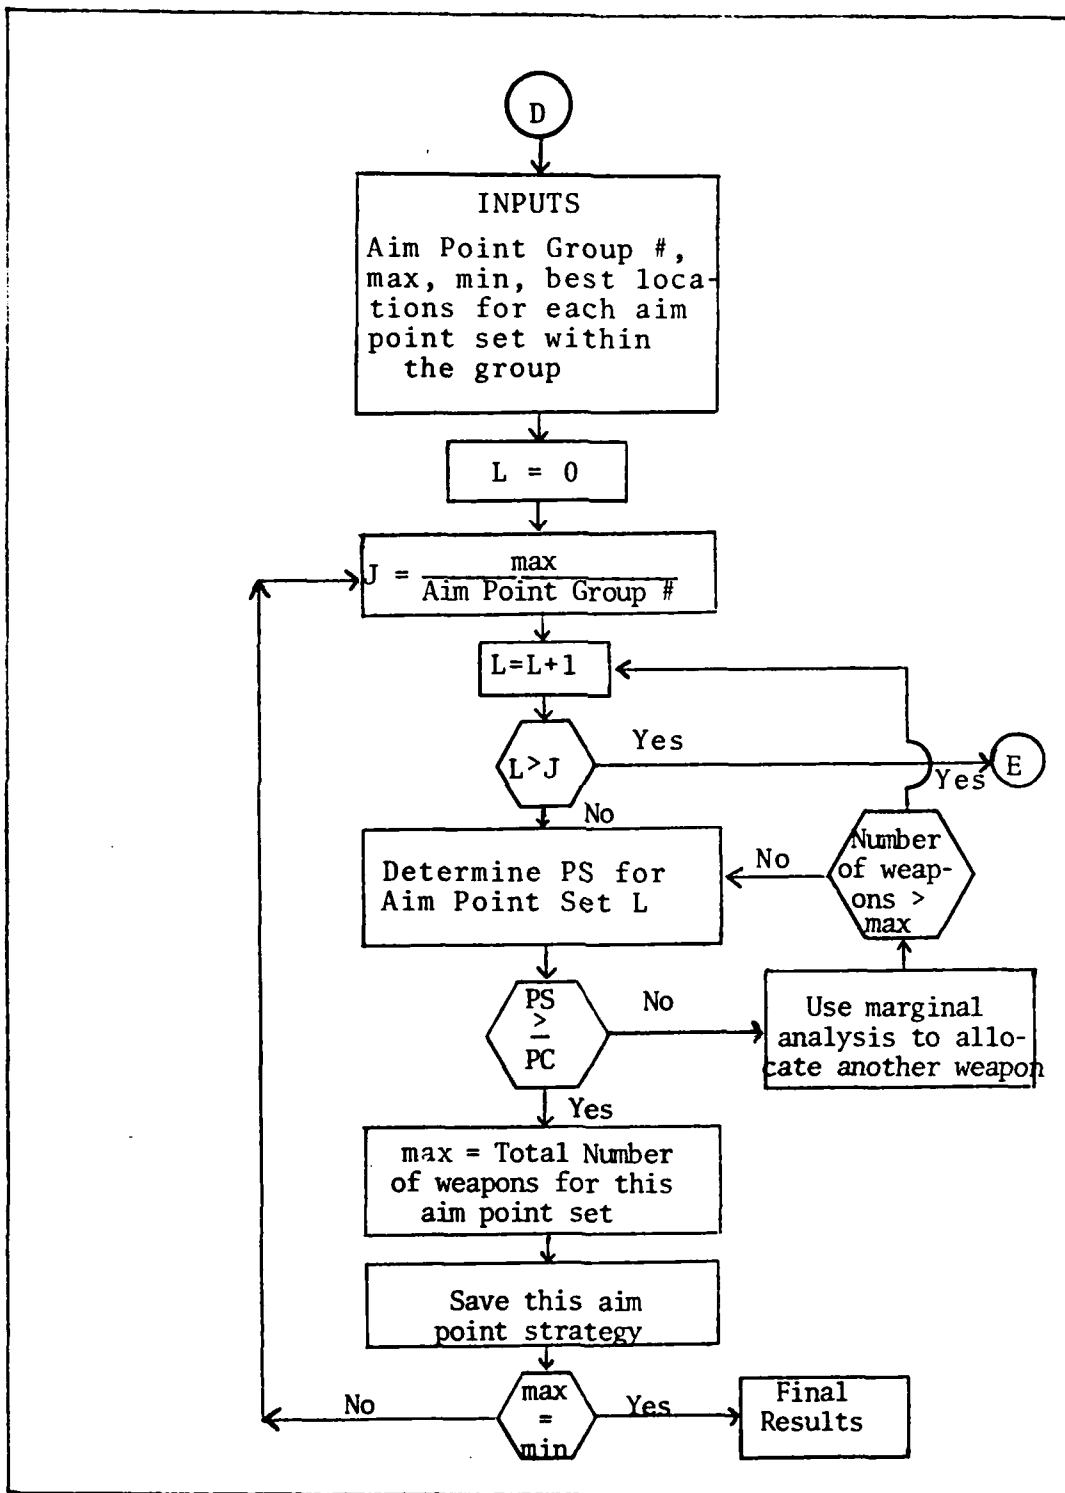 D
INPUTS
Aim Point Group #,
max, min, best loca-
tions for each aim
point set within
the group
L = 0
J = max
Aim Point Group #
L=L+1
L>J
Yes
E
No
Yes
Number
of weap-
ons >
max
No
Determine PS for
Aim Point Set L
PS
≥
PC
No
Use marginal
analysis to allo-
cate another weapon
Yes
max = Total Number
of weapons for this
aim point set
Save this aim
point strategy
max
=
min
No
Yes
Final
Results